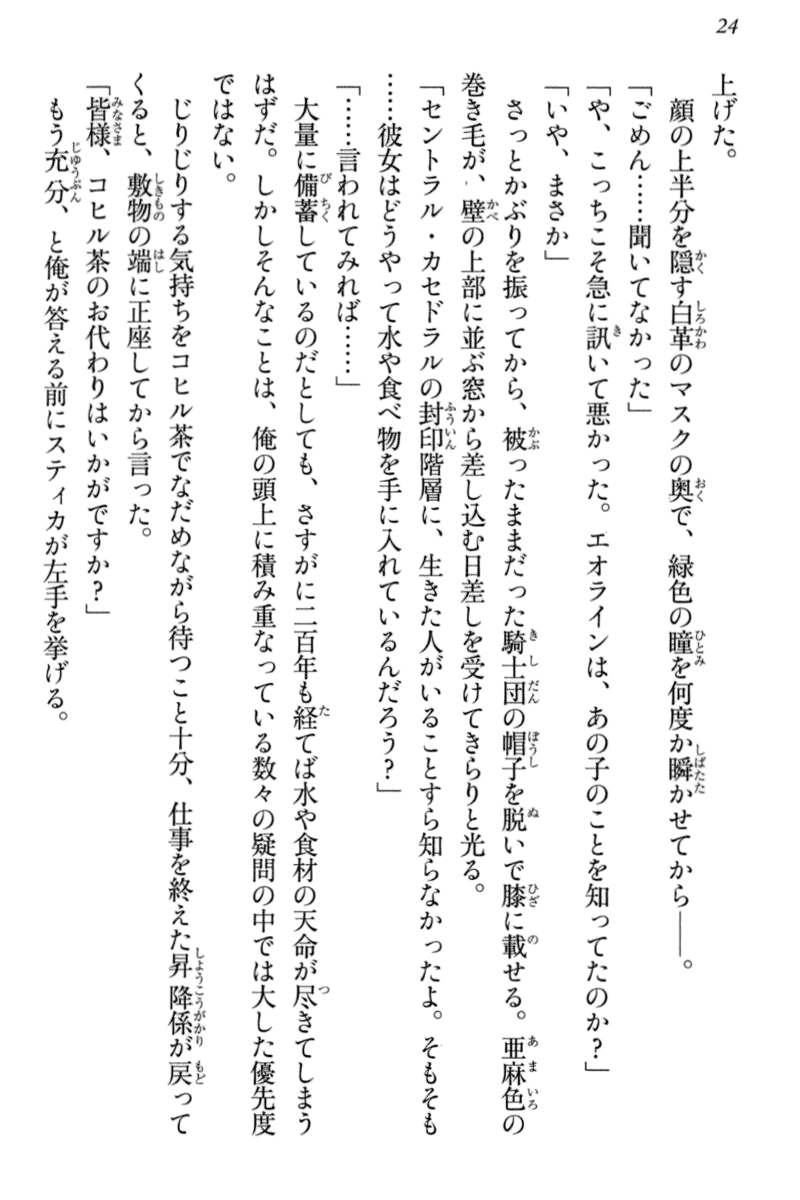 24
上げた。
顔の上半分を隠す白革のマスクの奥で、緑色の瞳を何度か瞬かせてから――。
「ごめん……聞いてなかった」
「や、こっちこそ急に訊いて悪かった。エオラインは、あの子のことを知ってたのか？」
「いや、まさか」
さっとかぶりを振ってから、被ったままだった騎士団の帽子を脱いで膝に載せる。亜麻色の
巻き毛が、壁の上部に並ぶ窓から差し込む日差しを受けてきらりと光る。
「セントラル・カセドラルの封印階層に、生きた人がいることすら知らなかったよ。そもそも
……彼女はどうやって水や食べ物を手に入れているんだろう？」
「……言われてみれば……」
大量に備蓄しているのだとしても、さすがに二百年も経てば水や食材の天命が尽きてしまう
はずだ。しかしそんなことは、俺の頭上に積み重なっている数々の疑問の中では大した優先度
ではない。
じりじりする気持ちをコヒル茶でなだめながら待つこと十分、仕事を終えた昇降係が戻って
くると、敷物の端に正座してから言った。
「皆様、コヒル茶のお代わりはいかがですか？」
もう充分、と俺が答える前にスティカが左手を挙げる。